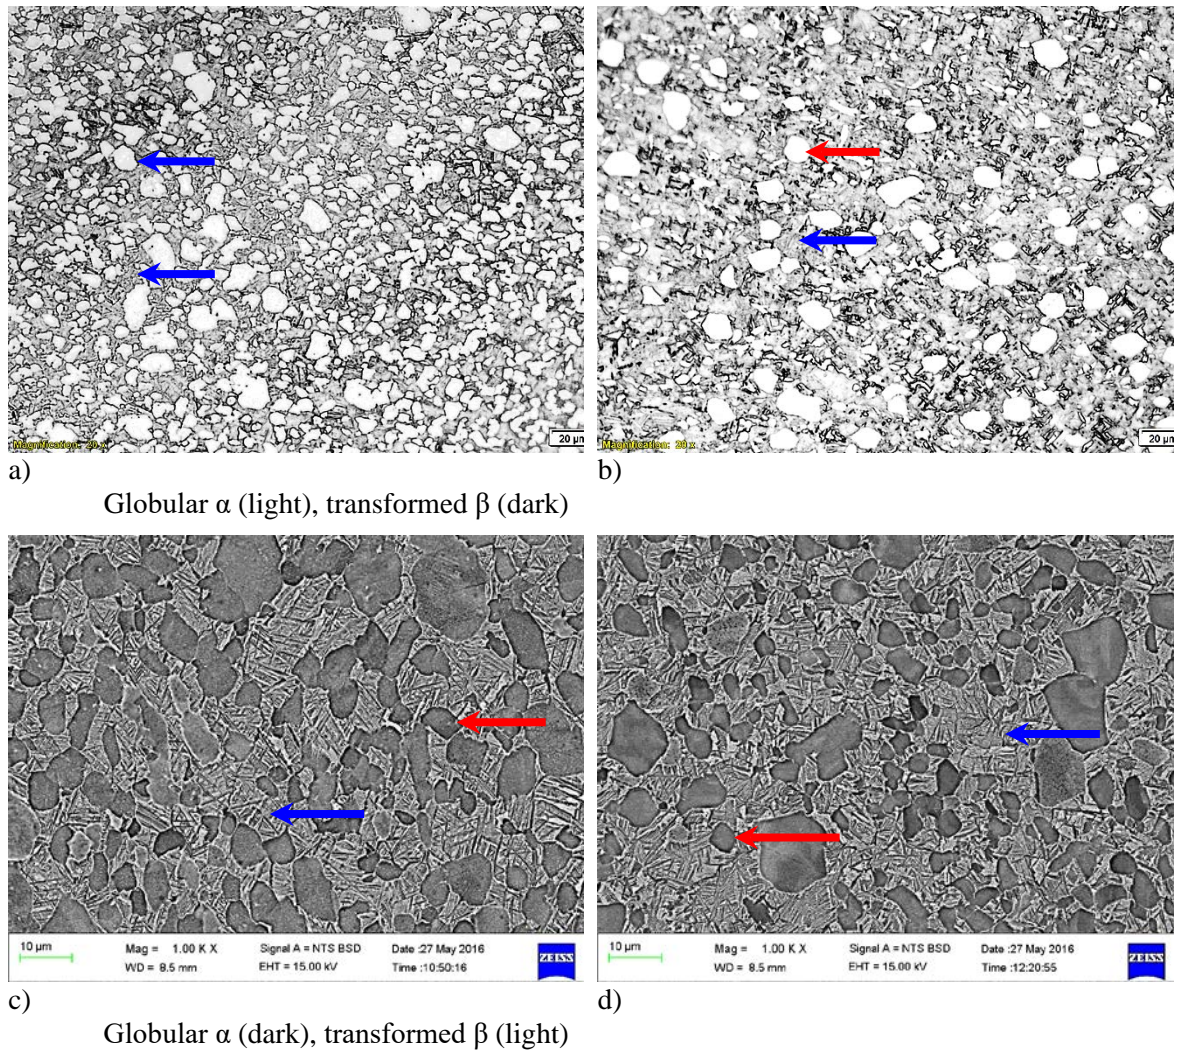 Magnification: 20 x
20 µm
Magnification: 20 x
20 µm
a)
b)
Globular α (light), transformed β (dark)
10 µm
Mag = 1.00 K X
Signal A = NTS BSD
Date :27 May 2016
WD = 8.5 mm
EHT = 15.00 kV
Time :10:50:16
ZEISS
10 µm
Mag = 1.00 K X
Signal A = NTS BSD
Date :27 May 2016
WD = 8.5 mm
EHT = 15.00 kV
Time :12:20:55
ZEISS
c)
d)
Globular α (dark), transformed β (light)